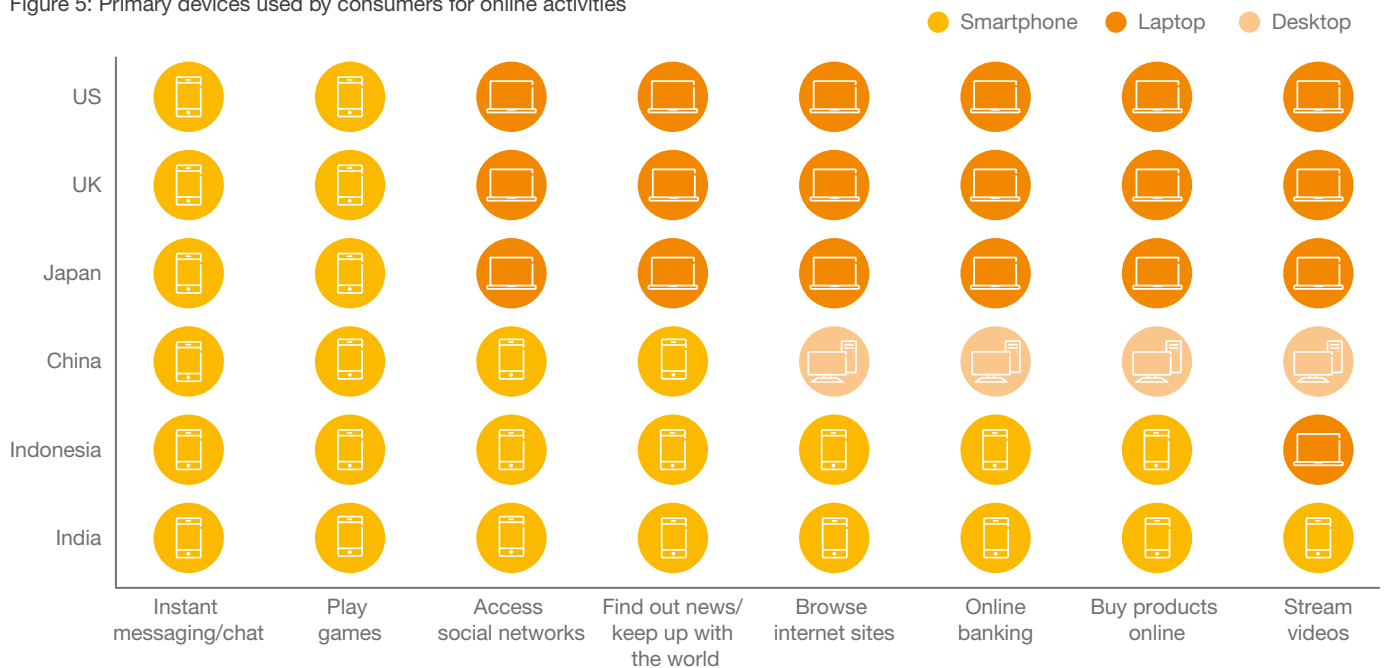 Figure 5: Primary devices used by consumers for online activities
Smartphone Laptop Desktop
US
UK
Japan
China
Indonesia
India
Instant
messaging/chat
Play
games
Access
social networks
Find out news/
keep up with
the world
Browse
internet sites
Online
banking
Buy products
online
Stream
videos